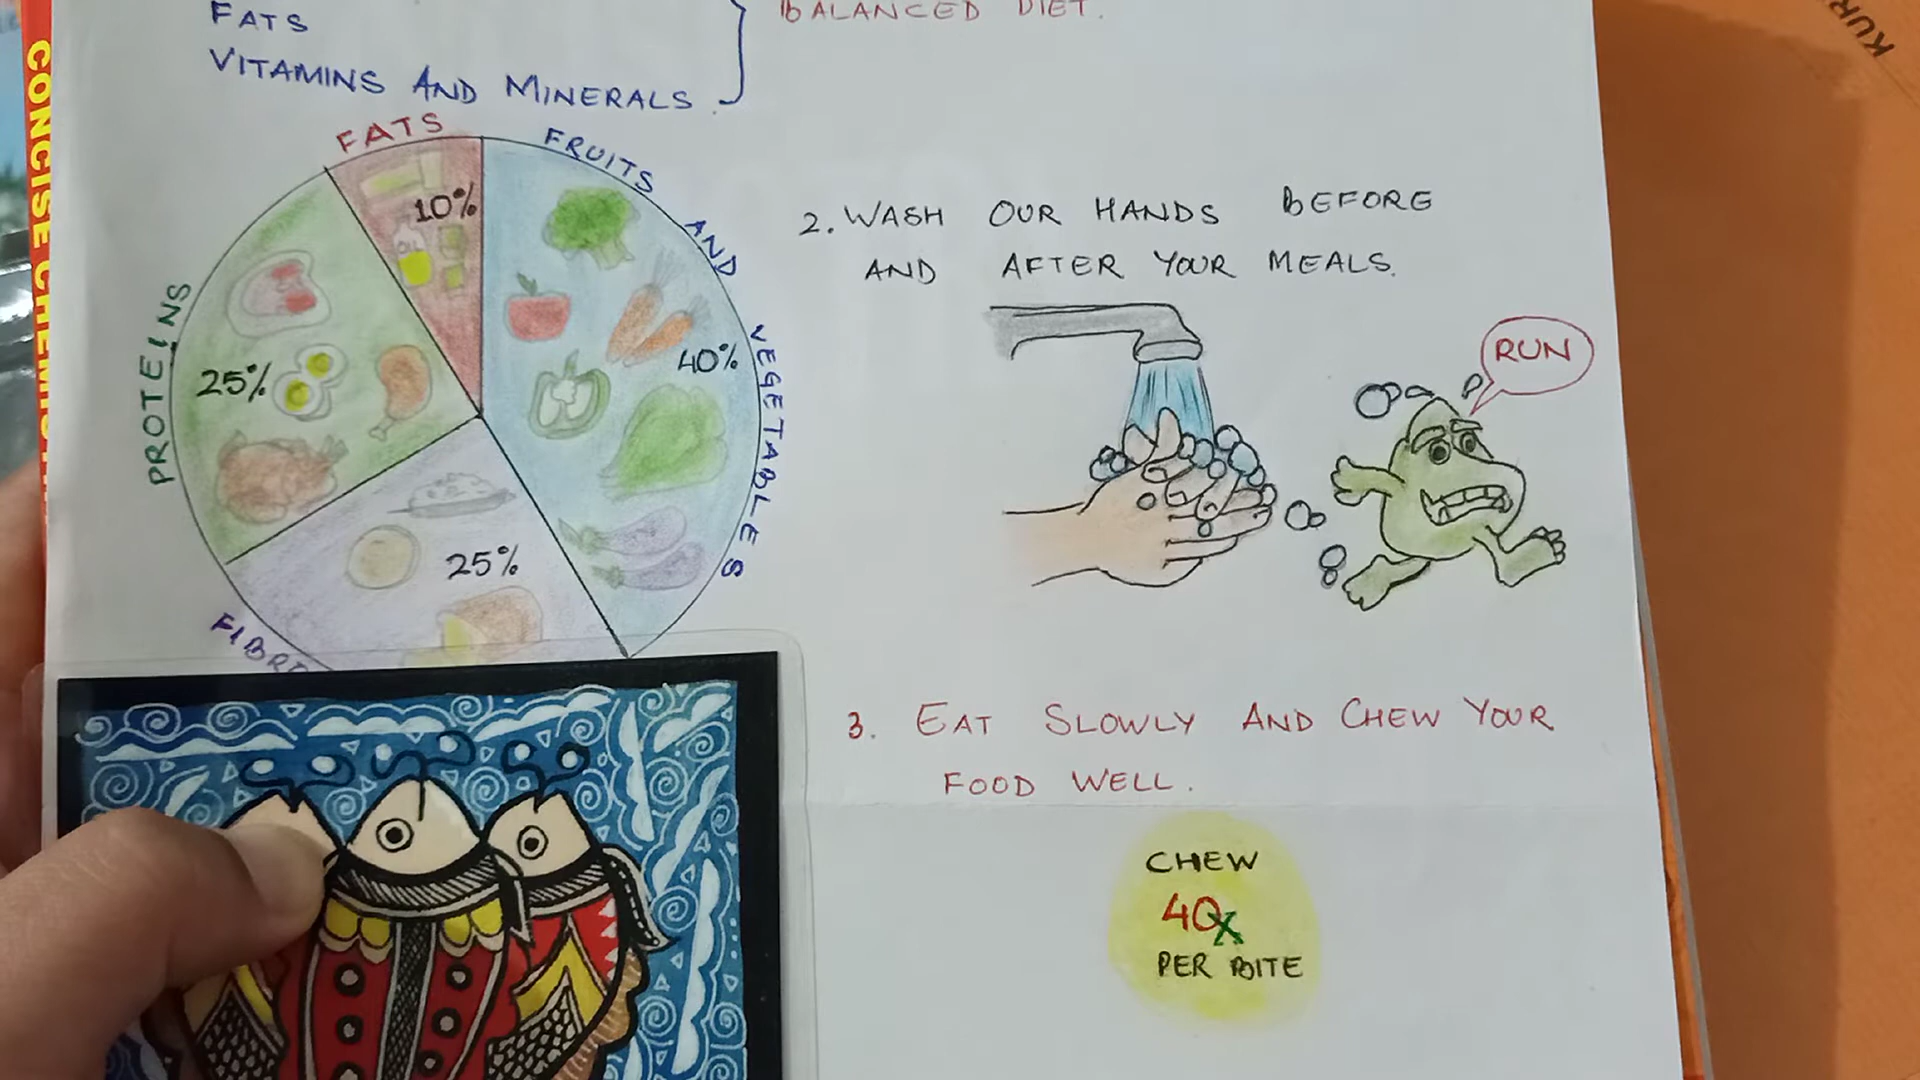 FATS
VITAMINS AND MINERALS.
BALANCED DIET.
FATS
10%
OIL
FRUITS AND VEGETABLES
40%
PROTEINS
25%
25%
2. WASH OUR HANDS BEFORE
AND AFTER YOUR MEALS.
RUN
3. EAT SLOWLY AND CHEW YOUR
FOOD WELL.
CHEW
40X
PER BITE
CONCISE
KUR